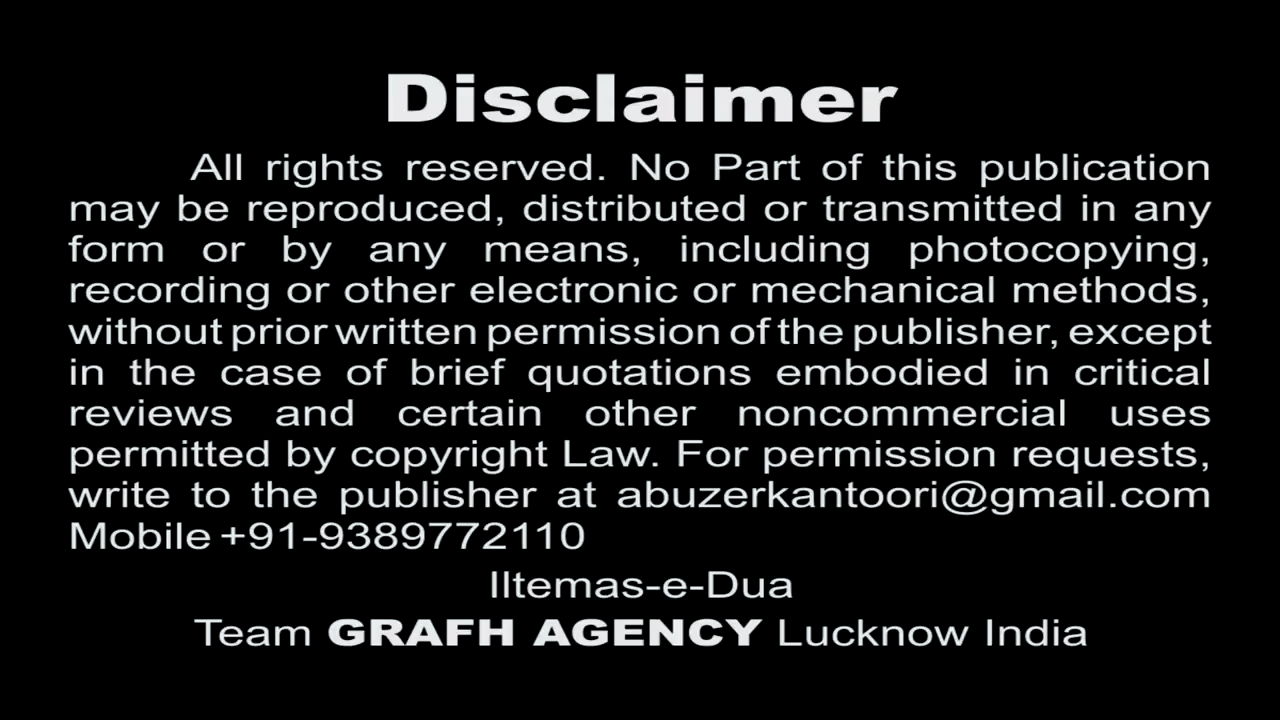 Disclaimer
All rights reserved. No Part of this publication
may be reproduced, distributed or transmitted in any
form or by any means, including photocopying,
recording or other electronic or mechanical methods,
without prior written permission of the publisher, except
in the case of brief quotations embodied in critical
reviews and certain other noncommercial uses
permitted by copyright Law. For permission requests,
write to the publisher at abuzerkantoori@gmail.com
Mobile +91-9389772110
Iltemas-e-Dua
Team GRAFH AGENCY Lucknow India